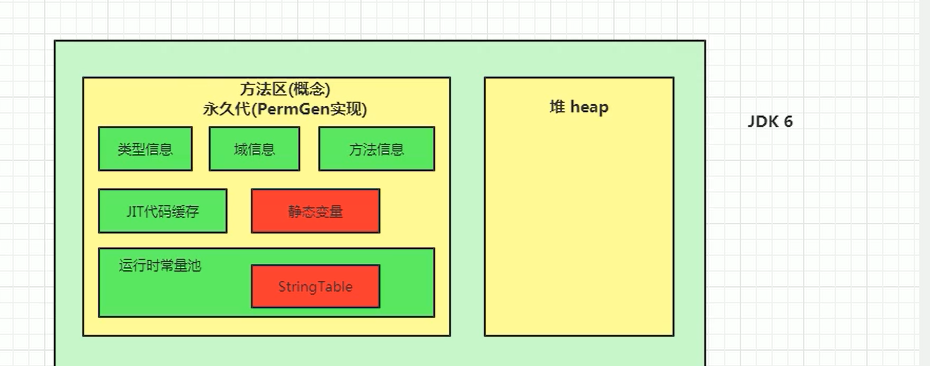 方法区(概念)
永久代(PermGen实现)
堆 heap
JDK 6
类型信息
域信息
方法信息
JIT代码缓存
静态变量
运行时常量池
StringTable